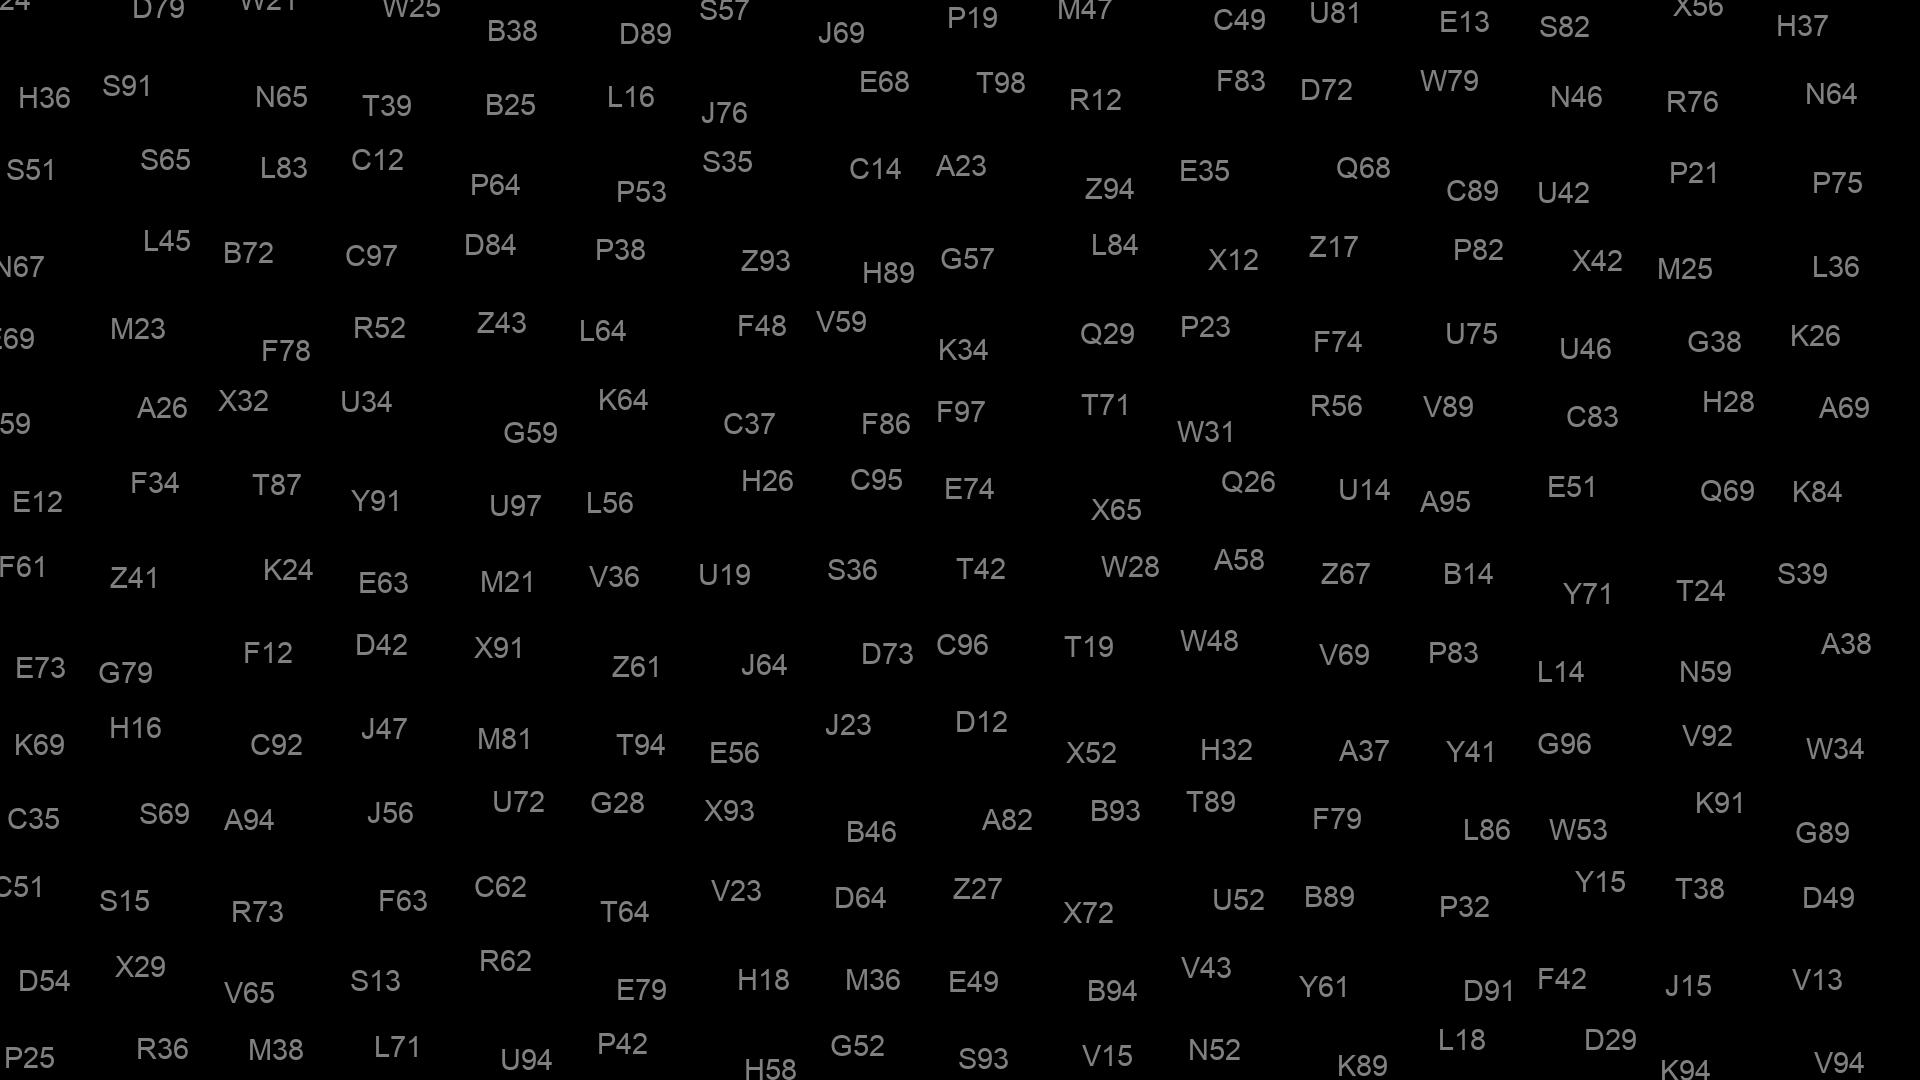 D79 W21 W25 B38 D89 S57 J69 P19 M47 C49 U81 E13 S82 X56 H37
H36 S91 N65 T39 B25 L16 J76 E68 T98 R12 F83 D72 W79 N46 R76 N64
S51 S65 L83 C12 P64 P53 S35 C14 A23 Z94 E35 Q68 C89 U42 P21 P75
N67 L45 B72 C97 D84 P38 Z93 H89 G57 L84 X12 Z17 P82 X42 M25 L36
M23 F78 R52 Z43 L64 F48 V59 K34 Q29 P23 F74 U75 U46 G38 K26
59 A26 X32 U34 G59 K64 C37 F86 F97 T71 W31 R56 V89 C83 H28 A69
E12 F34 T87 Y91 U97 L56 H26 C95 E74 X65 Q26 U14 A95 E51 Q69 K84
F61 Z41 K24 E63 M21 V36 U19 S36 T42 W28 A58 Z67 B14 Y71 T24 S39
E73 G79 F12 D42 X91 Z61 J64 D73 C96 T19 W48 V69 P83 L14 N59 A38
K69 H16 C92 J47 M81 T94 E56 J23 D12 X52 H32 A37 Y41 G96 V92 W34
C35 S69 A94 J56 U72 G28 X93 B46 A82 B93 T89 F79 L86 W53 K91 G89
C51 S15 R73 F63 C62 T64 V23 D64 Z27 X72 U52 B89 P32 Y15 T38 D49
D54 X29 V65 S13 R62 E79 H18 M36 E49 B94 V43 Y61 D91 F42 J15 V13
P25 R36 M38 L71 U94 P42 H58 G52 S93 V15 N52 K89 L18 D29 K94 V94